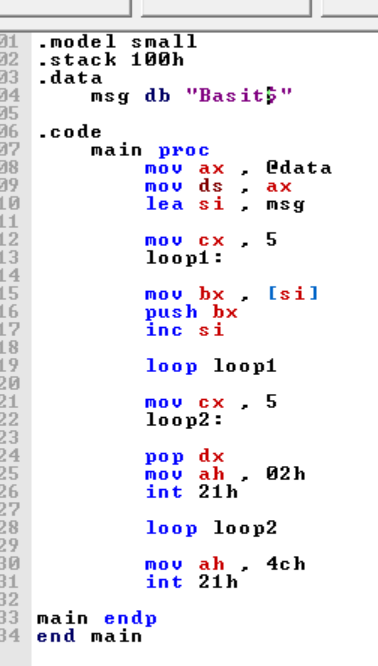 01 .model small
02 .stack 100h
03 .data
04 msg db "Basit$"
05
06 .code
07 main proc
08 mov ax , @data
09 mov ds , ax
10 lea si , msg
11
12 mov cx , 5
13 loop1:
14
15 mov bx , [si]
16 push bx
17 inc si
18
19 loop loop1
20
21 mov cx , 5
22 loop2:
23
24 pop dx
25 mov ah , 02h
26 int 21h
27
28 loop loop2
29
30 mov ah , 4ch
31 int 21h
32
33 main endp
34 end main